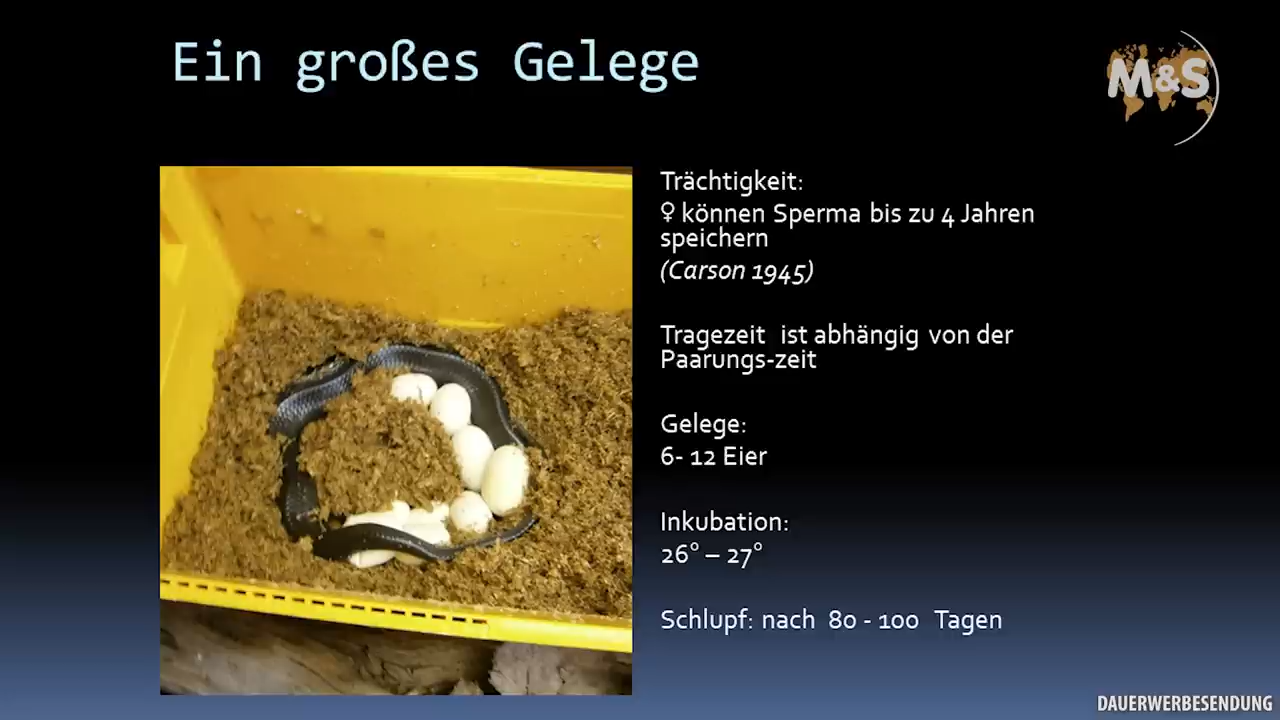 Ein großes Gelege
M&S
Trächtigkeit:
♀ können Sperma bis zu 4 Jahren
speichern
(Carson 1945)
Tragezeit ist abhängig von der
Paarungs-zeit
Gelege:
6- 12 Eier
Inkubation:
26° – 27°
Schlupf: nach 80 - 100 Tagen
DAUERWERBESENDUNG